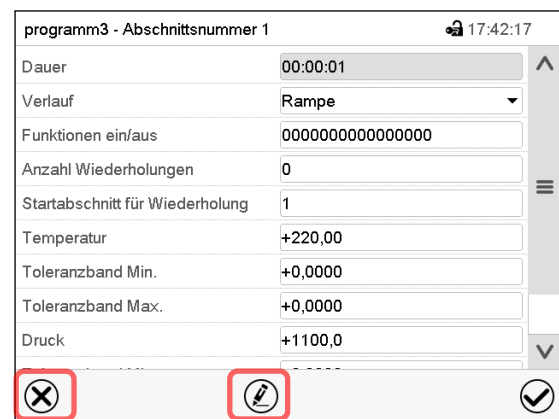 programm3 - Abschnittsnummer 1 17:42:17
Dauer 00:00:01
Verlauf Rampe
Funktionen ein/aus 0000000000000000
Anzahl Wiederholungen 0
Startabschnitt für Wiederholung 1
Temperatur +220,00
Toleranzband Min. +0,0000
Toleranzband Max. +0,0000
Druck +1100,0